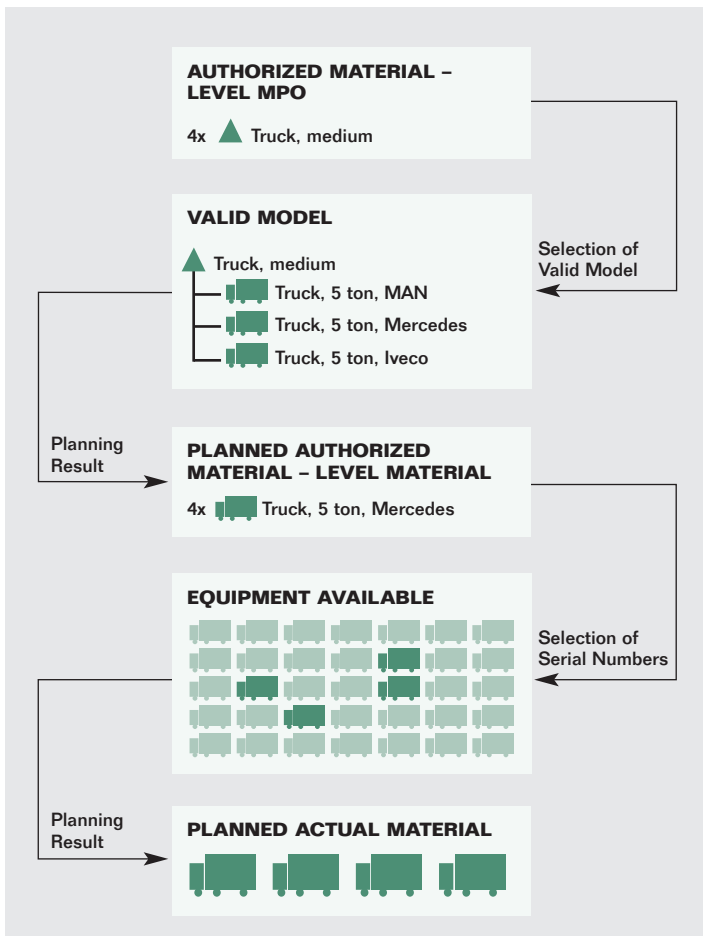 AUTHORIZED MATERIAL –
LEVEL MPO
4x Truck, medium
VALID MODEL
Selection of
Valid Model
Truck, medium
Truck, 5 ton, MAN
Truck, 5 ton, Mercedes
Truck, 5 ton, Iveco
Planning
Result
PLANNED AUTHORIZED
MATERIAL – LEVEL MATERIAL
4x Truck, 5 ton, Mercedes
EQUIPMENT AVAILABLE
Selection of
Serial Numbers
Planning
Result
PLANNED ACTUAL MATERIAL